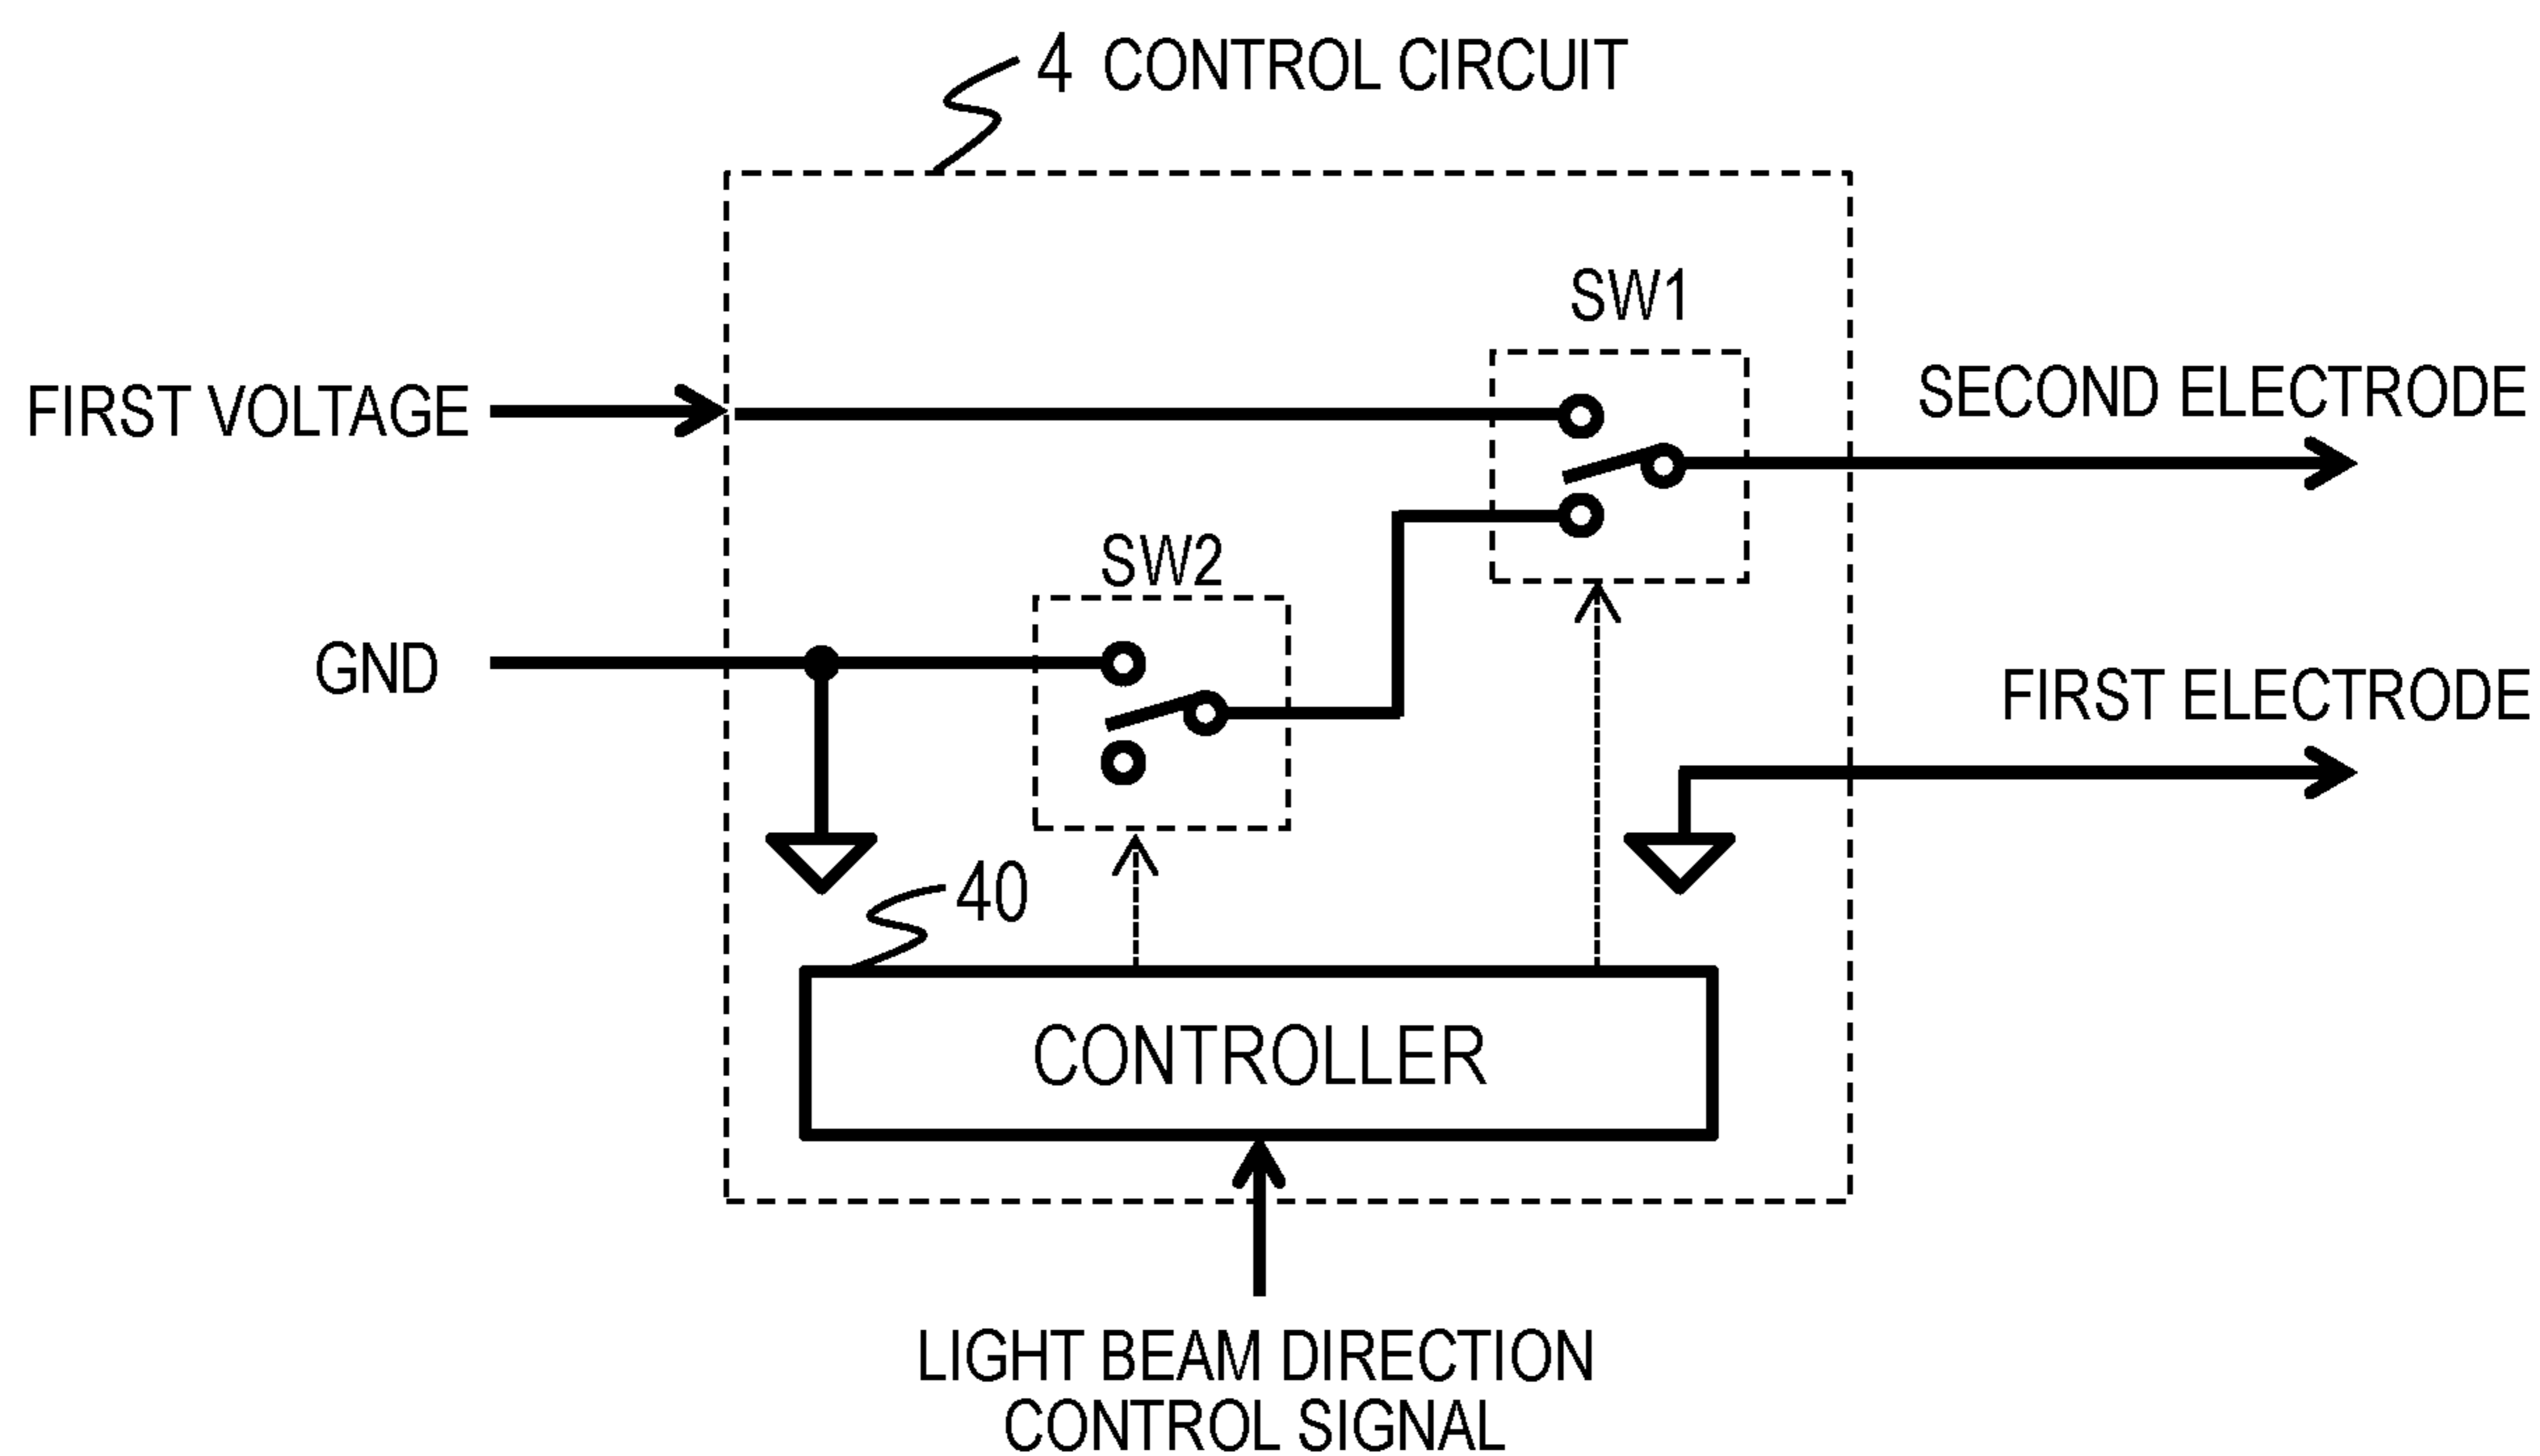 4 CONTROL CIRCUIT
SW1
FIRST VOLTAGE
SECOND ELECTRODE
SW2
GND
FIRST ELECTRODE
40
CONTROLLER
LIGHT BEAM DIRECTION
CONTROL SIGNAL